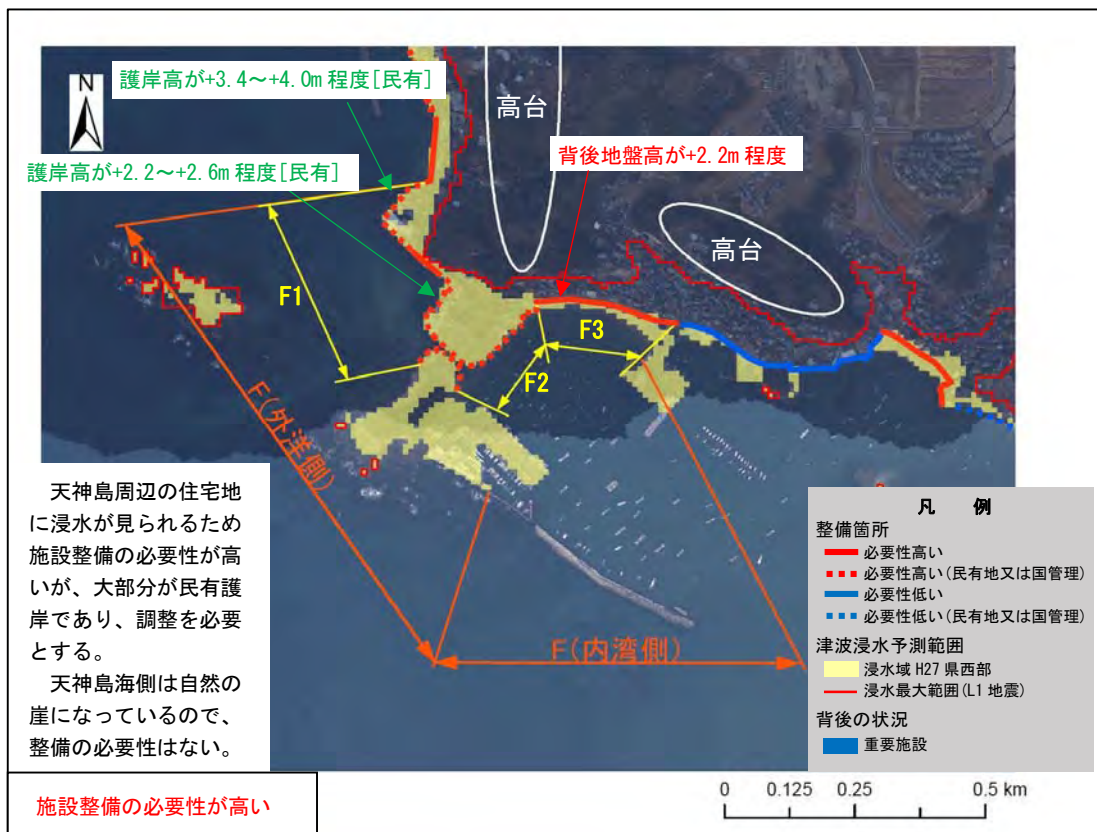 N
護岸高が+3.4～+4.0m 程度[民有]
高台
護岸高が+2.2～+2.6m 程度[民有]
背後地盤高が+2.2m 程度
高台
F1
F3
F2
F(外洋側)
F(内湾側)
天神島周辺の住宅地
に浸水が見られるため
施設整備の必要性が高
いが、大部分が民有護
岸であり、調整を必要
とする。
天神島海側は自然の
崖になっているので、
整備の必要性はない。
施設整備の必要性が高い
凡 例
整備箇所
必要性高い
必要性高い(民有地又は国管理)
必要性低い
必要性低い(民有地又は国管理)
津波浸水予測範囲
浸水域 H27 県西部
浸水最大範囲(L1 地震)
背後の状況
重要施設
0 0.125 0.25 0.5 km